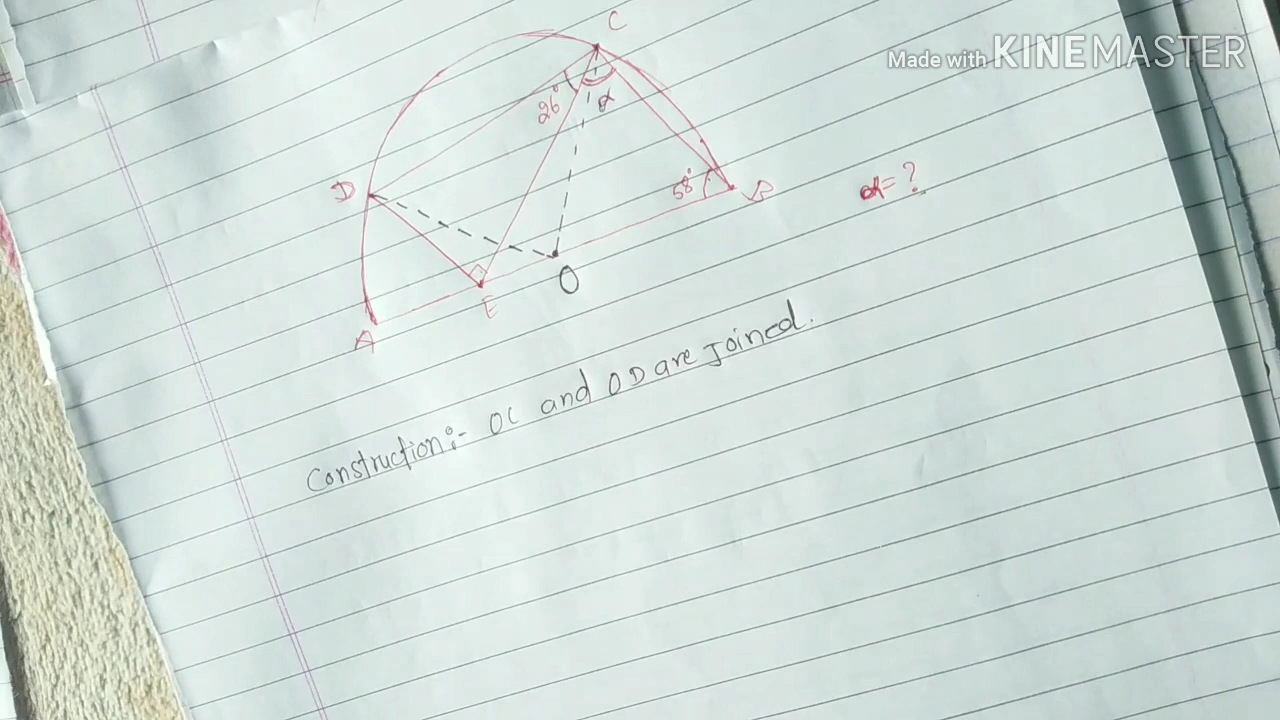 Made with KINEMASTER
C
26°
α
D
58°
B
α = ?
E
O
A
Construction:- OC and OD are Joined.